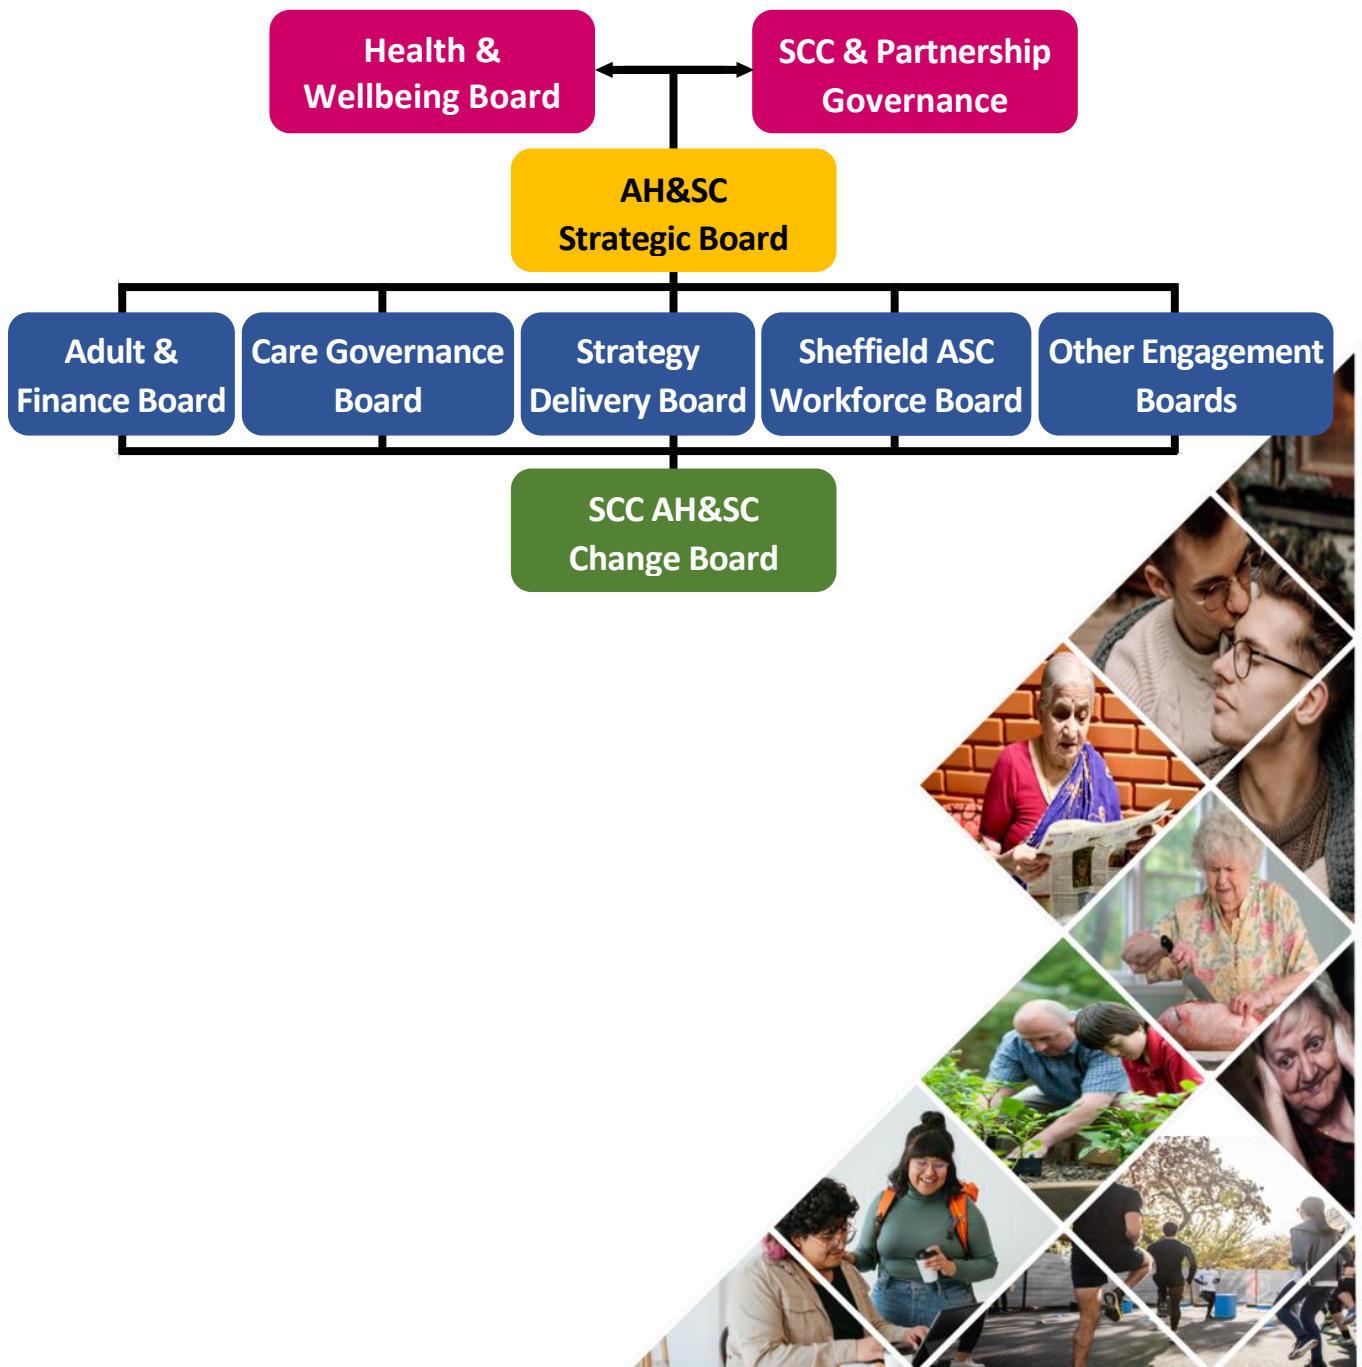 Health &
Wellbeing Board
SCC & Partnership
Governance
AH&SC
Strategic Board
Adult &
Finance Board
Care Governance
Board
Strategy
Delivery Board
Sheffield ASC
Workforce Board
Other Engagement
Boards
SCC AH&SC
Change Board